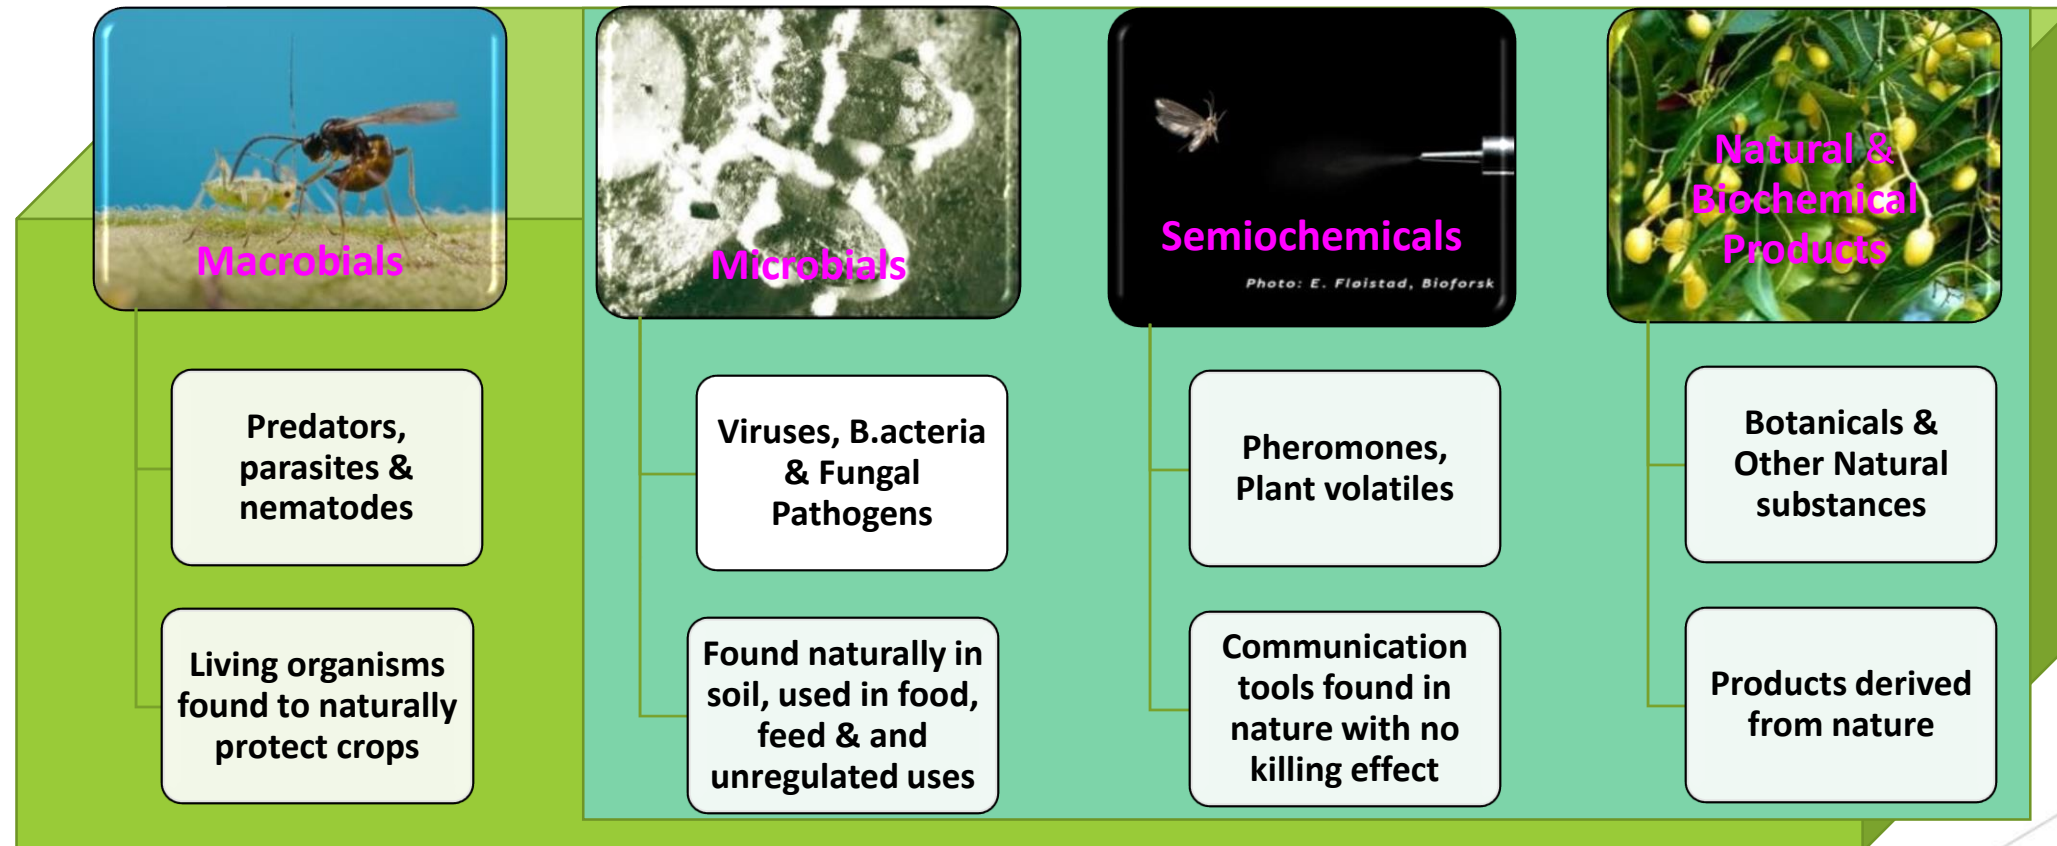 Macrobials
Predators,
parasites &
nematodes
Living organisms
found to naturally
protect crops
Microbials
Viruses, B.acteria
& Fungal
Pathogens
Found naturally in
soil, used in food,
feed & and
unregulated uses
Semiochemicals
Photo: E. Fløistad, Bioforsk
Pheromones,
Plant volatiles
Communication
tools found in
nature with no
killing effect
Natural &
Biochemical
Products
Botanicals &
Other Natural
substances
Products derived
from nature